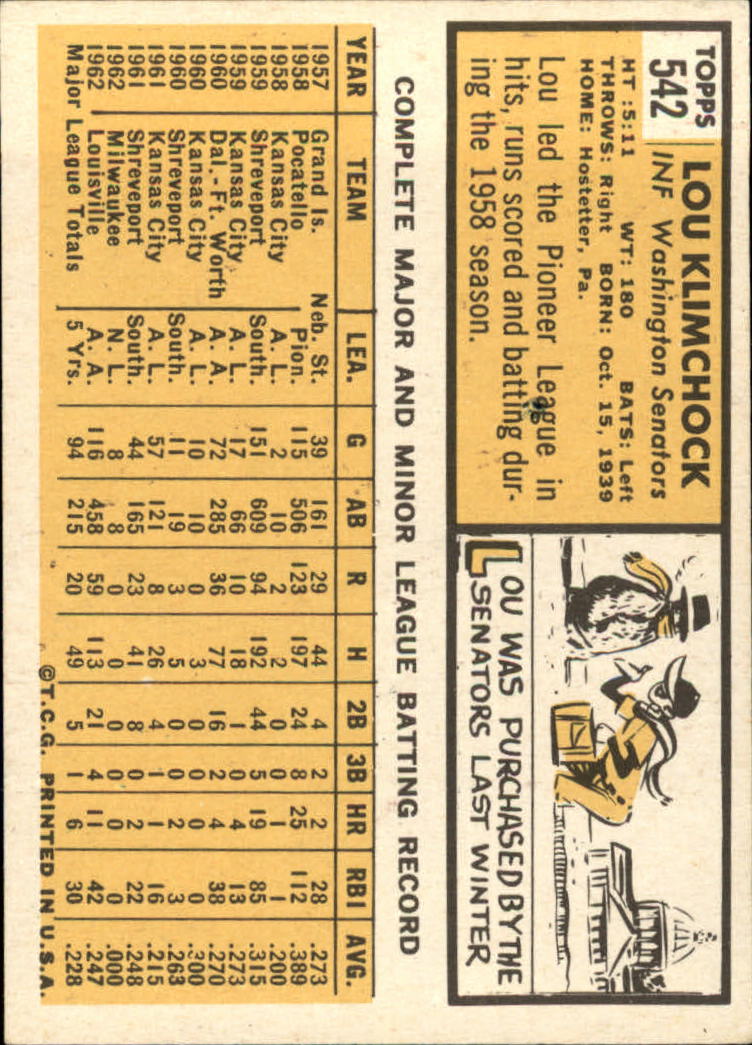 TOPPS
542
LOU KLIMCHOCK
INF Washington Senators
HT :5:11 WT: 180 BATS: Left
THROWS: Right BORN: Oct. 15, 1939
HOME: Hostetter, Pa.
Lou led the Pioneer League in
hits, runs scored and batting dur-
ing the 1958 season.
LOU WAS PURCHASED BY THE
SENATORS LAST WINTER
COMPLETE MAJOR AND MINOR LEAGUE BATTING RECORD
YEAR TEAM LEA. G AB R H 2B 3B HR RBI AVG.
1957 Grand Is. Neb. St. 39 161 29 44 4 2 2 28 .273
1958 Pocatello Pion. 115 506 123 197 24 8 25 112 .389
1958 Kansas City A. L. 2 10 2 2 0 0 1 1 .200
1959 Shreveport South. 151 609 94 192 44 5 19 85 .315
1959 Kansas City A. L. 17 66 10 18 1 0 4 13 .273
1960 Dal.-Ft. Worth A. A. 72 285 36 77 16 2 4 38 .270
1960 Kansas City A. L. 10 10 0 3 0 0 0 0 .300
1960 Shreveport South. 11 19 3 5 0 0 2 3 .263
1961 Kansas City A. L. 57 121 8 26 4 1 1 16 .215
1961 Shreveport South. 44 165 23 41 8 0 2 22 .248
1962 Milwaukee N. L. 8 8 0 0 0 0 0 0 .000
1962 Louisville A. A. 116 458 59 113 21 4 11 42 .247
Major League Totals 5 Yrs. 94 215 20 49 5 1 6 30 .228
©T.C.G. PRINTED IN U.S.A.